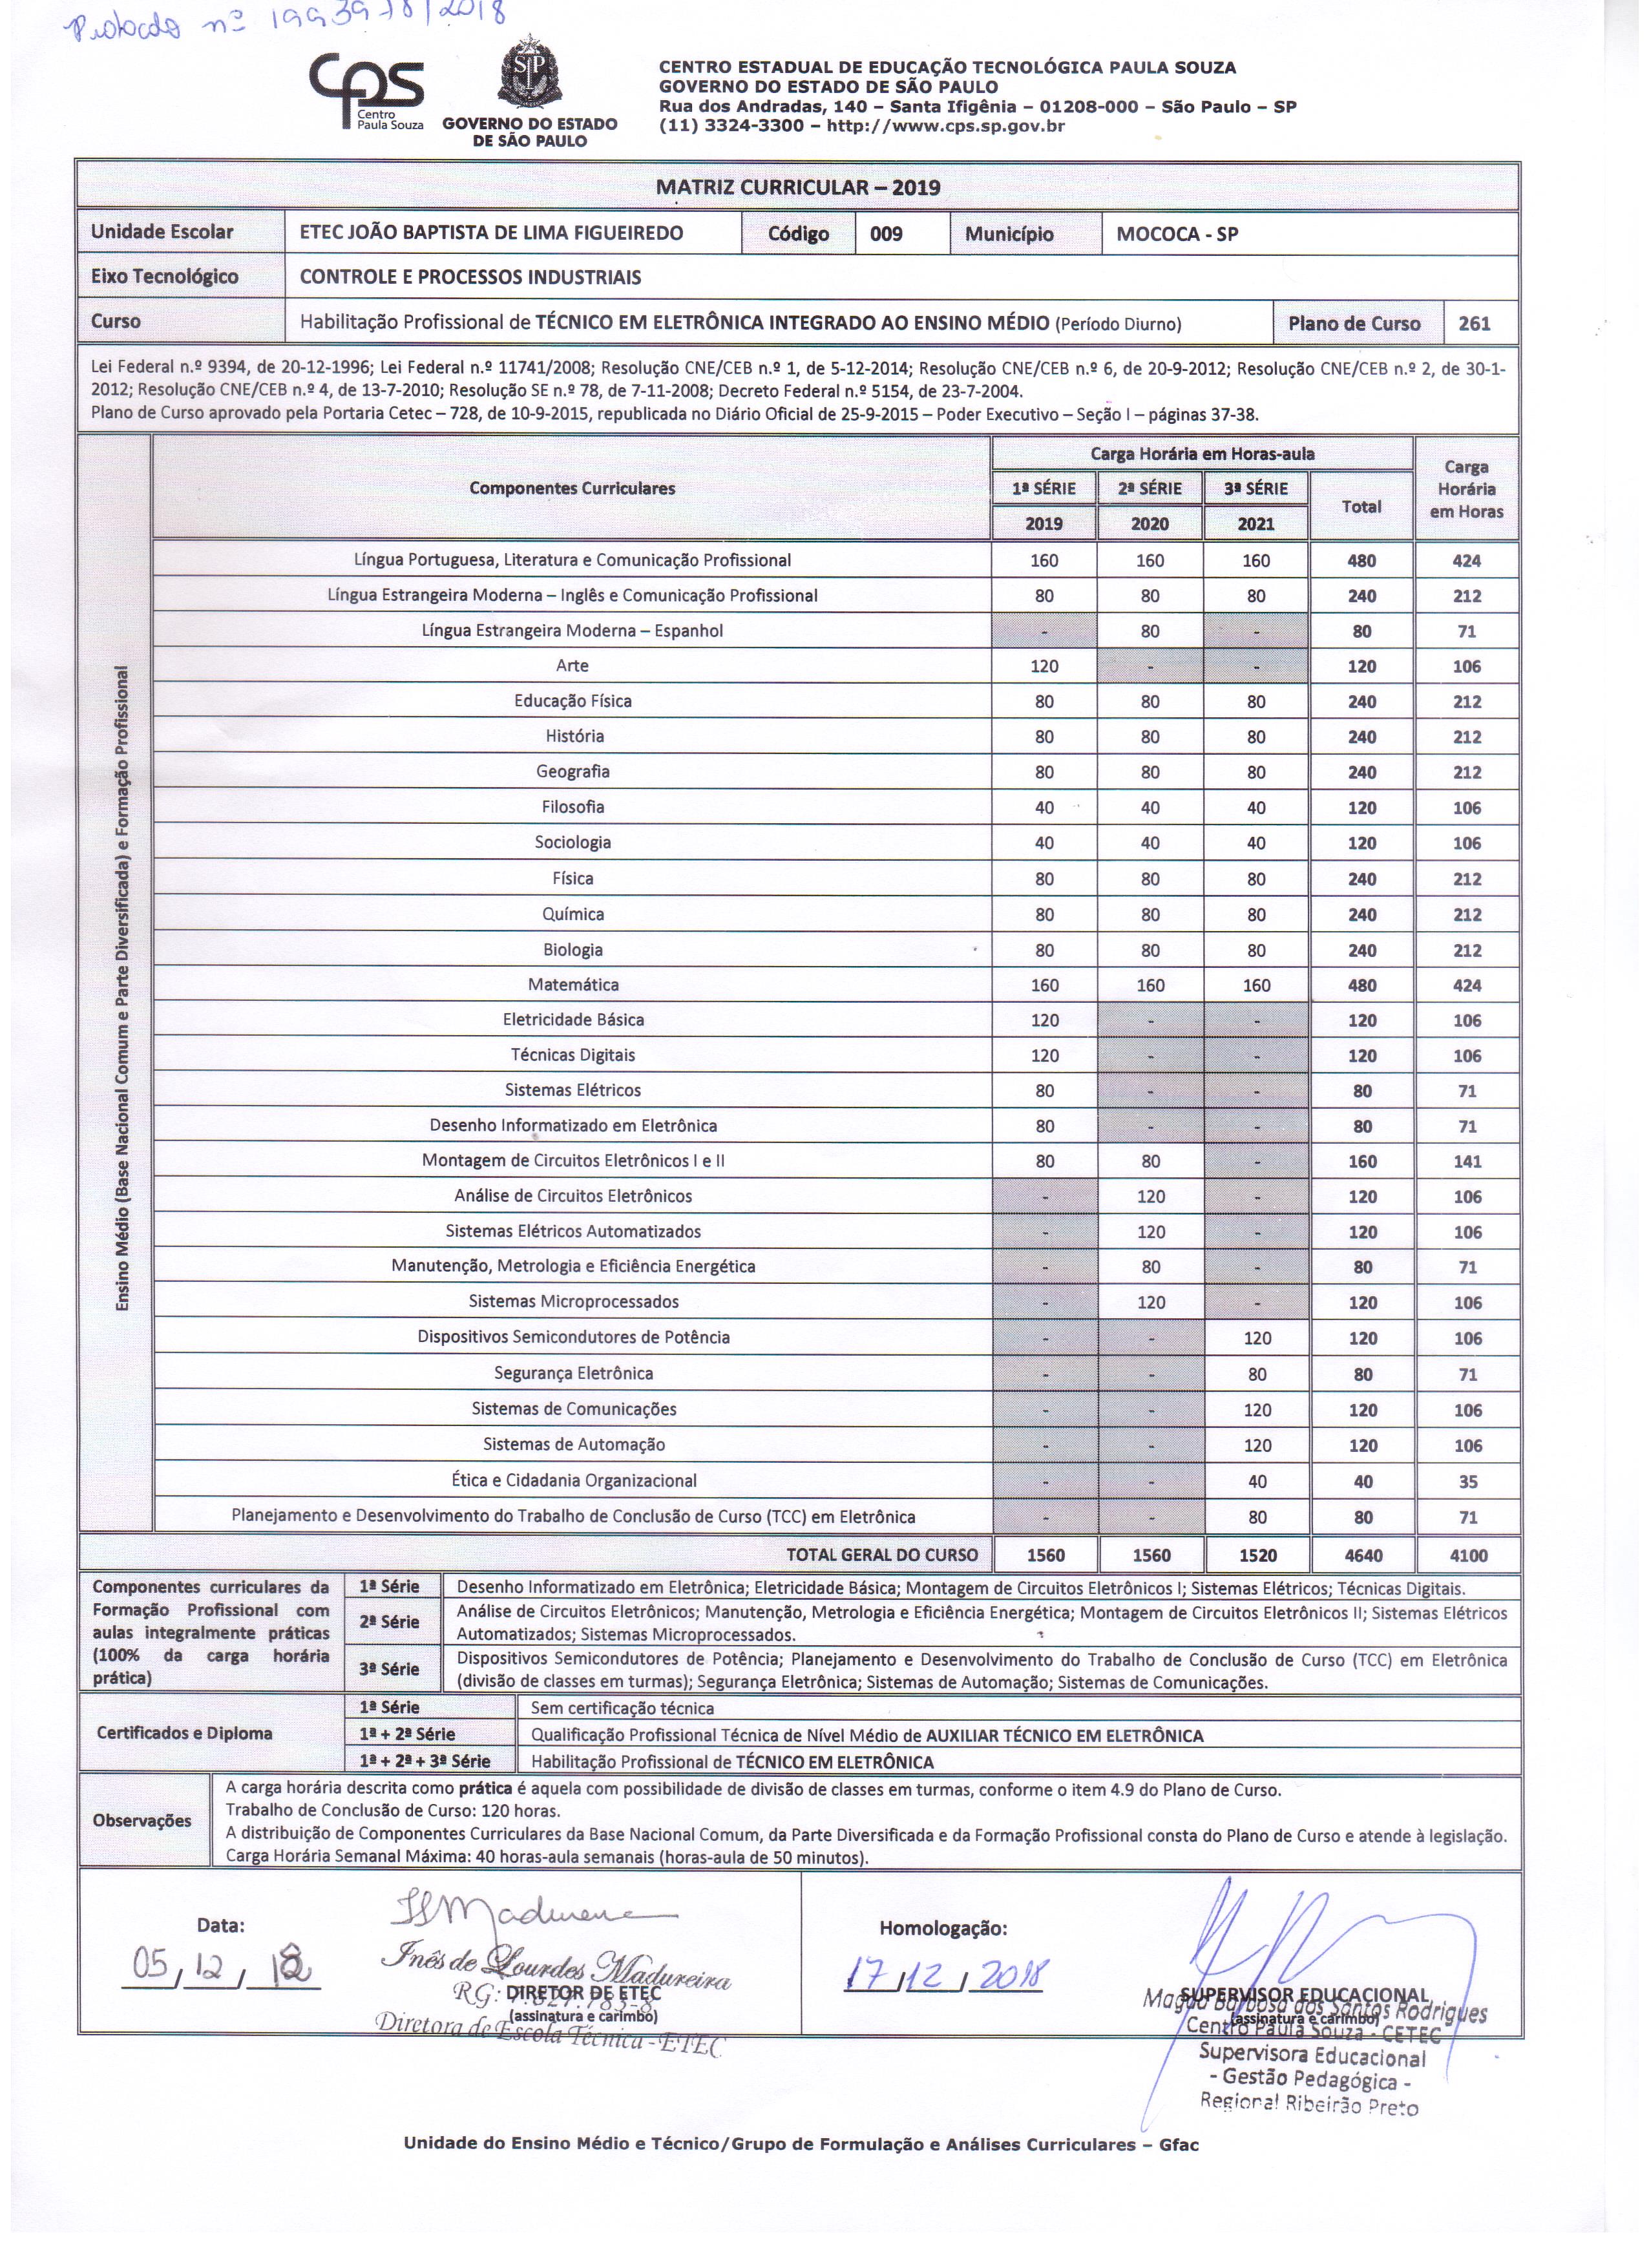 Protocolo nº 1993978/2018
CPS
Centro
Paula Souza
SP
GOVERNO DO ESTADO
DE SÃO PAULO
CENTRO ESTADUAL DE EDUCAÇÃO TECNOLÓGICA PAULA SOUZA
GOVERNO DO ESTADO DE SÃO PAULO
Rua dos Andradas, 140 – Santa Ifigênia – 01208-000 – São Paulo – SP
(11) 3324-3300 – http://www.cps.sp.gov.br
MATRIZ CURRICULAR – 2019
Unidade Escolar ETEC JOÃO BAPTISTA DE LIMA FIGUEIREDO Código 009 Município MOCOCA - SP
Eixo Tecnológico CONTROLE E PROCESSOS INDUSTRIAIS
Curso Habilitação Profissional de TÉCNICO EM ELETRÔNICA INTEGRADO AO ENSINO MÉDIO (Período Diurno) Plano de Curso 261
Lei Federal n.º 9394, de 20-12-1996; Lei Federal n.º 11741/2008; Resolução CNE/CEB n.º 1, de 5-12-2014; Resolução CNE/CEB n.º 6, de 20-9-2012; Resolução CNE/CEB n.º 2, de 30-1-
2012; Resolução CNE/CEB n.º 4, de 13-7-2010; Resolução SE n.º 78, de 7-11-2008; Decreto Federal n.º 5154, de 23-7-2004.
Plano de Curso aprovado pela Portaria Cetec – 728, de 10-9-2015, republicada no Diário Oficial de 25-9-2015 – Poder Executivo – Seção I – páginas 37-38.
Ensino Médio (Base Nacional Comum e Parte Diversificada) e Formação Profissional
Componentes Curriculares
Carga Horária em Horas-aula
1ª SÉRIE 2ª SÉRIE 3ª SÉRIE
2019 2020 2021
Total
Carga
Horária
em Horas
Língua Portuguesa, Literatura e Comunicação Profissional 160 160 160 480 424
Língua Estrangeira Moderna – Inglês e Comunicação Profissional 80 80 80 240 212
Língua Estrangeira Moderna – Espanhol - 80 - 80 71
Arte 120 - - 120 106
Educação Física 80 80 80 240 212
História 80 80 80 240 212
Geografia 80 80 80 240 212
Filosofia 40 40 40 120 106
Sociologia 40 40 40 120 106
Física 80 80 80 240 212
Química 80 80 80 240 212
Biologia 80 80 80 240 212
Matemática 160 160 160 480 424
Eletricidade Básica 120 - - 120 106
Técnicas Digitais 120 - - 120 106
Sistemas Elétricos 80 - - 80 71
Desenho Informatizado em Eletrônica 80 - - 80 71
Montagem de Circuitos Eletrônicos I e II 80 80 - 160 141
Análise de Circuitos Eletrônicos - 120 - 120 106
Sistemas Elétricos Automatizados - 120 - 120 106
Manutenção, Metrologia e Eficiência Energética - 80 - 80 71
Sistemas Microprocessados - 120 - 120 106
Dispositivos Semicondutores de Potência - - 120 120 106
Segurança Eletrônica - - 80 80 71
Sistemas de Comunicações - - 120 120 106
Sistemas de Automação - - 120 120 106
Ética e Cidadania Organizacional - - 40 40 35
Planejamento e Desenvolvimento do Trabalho de Conclusão de Curso (TCC) em Eletrônica - - 80 80 71
TOTAL GERAL DO CURSO 1560 1560 1520 4640 4100
Componentes curriculares da
Formação Profissional com
aulas integralmente práticas
(100% da carga horária
prática)
1ª Série Desenho Informatizado em Eletrônica; Eletricidade Básica; Montagem de Circuitos Eletrônicos I; Sistemas Elétricos; Técnicas Digitais.
2ª Série Análise de Circuitos Eletrônicos; Manutenção, Metrologia e Eficiência Energética; Montagem de Circuitos Eletrônicos II; Sistemas Elétricos
Automatizados; Sistemas Microprocessados.
3ª Série Dispositivos Semicondutores de Potência; Planejamento e Desenvolvimento do Trabalho de Conclusão de Curso (TCC) em Eletrônica
(divisão de classes em turmas); Segurança Eletrônica; Sistemas de Automação; Sistemas de Comunicações.
Certificados e Diploma
1ª Série Sem certificação técnica
1ª + 2ª Série Qualificação Profissional Técnica de Nível Médio de AUXILIAR TÉCNICO EM ELETRÔNICA
1ª + 2ª + 3ª Série Habilitação Profissional de TÉCNICO EM ELETRÔNICA
Observações
A carga horária descrita como prática é aquela com possibilidade de divisão de classes em turmas, conforme o item 4.9 do Plano de Curso.
Trabalho de Conclusão de Curso: 120 horas.
A distribuição de Componentes Curriculares da Base Nacional Comum, da Parte Diversificada e da Formação Profissional consta do Plano de Curso e atende à legislação.
Carga Horária Semanal Máxima: 40 horas-aula semanais (horas-aula de 50 minutos).
Data:
05/12/18
Madureira
Inês de Lourdes Madureira
RG:
DIRETOR DE ETEC
(assinatura e carimbo)
Diretora de Escola Técnica - ETEC
Homologação:
17/12/2018
SUPERVISOR EDUCACIONAL
Magda Barbosa dos Santos Rodrigues
(assinatura e carimbo)
Centro Paula Souza - CETEC
Supervisora Educacional
- Gestão Pedagógica -
Regional Ribeirão Preto
Unidade do Ensino Médio e Técnico/Grupo de Formulação e Análises Curriculares – Gfac